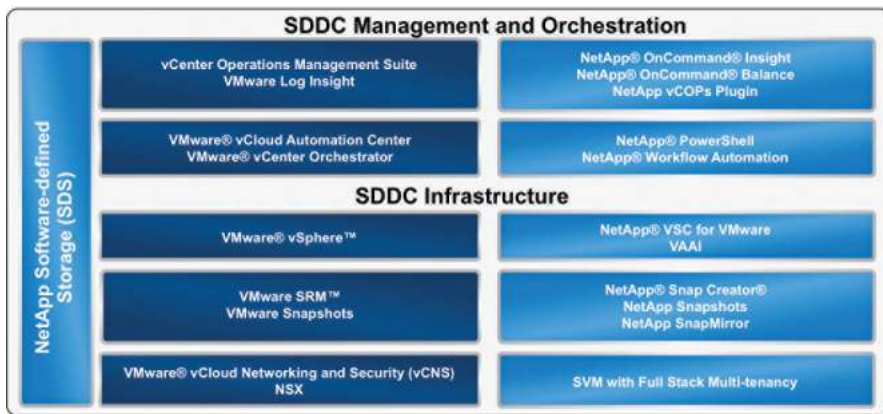 SDDC Management and Orchestration
NetApp Software-defined
Storage (SDS)
vCenter Operations Management Suite
VMware Log Insight
NetApp® OnCommand® Insight
NetApp® OnCommand® Balance
NetApp vCOPs Plugin
VMware® vCloud Automation Center
VMware® vCenter Orchestrator
NetApp® PowerShell
NetApp® Workflow Automation
SDDC Infrastructure
VMware® vSphere™
NetApp® VSC for VMware
VAAI
VMware SRM™
VMware Snapshots
NetApp® Snap Creator®
NetApp Snapshots
NetApp SnapMirror
VMware® vCloud Networking and Security (vCNS)
NSX
SVM with Full Stack Multi-tenancy